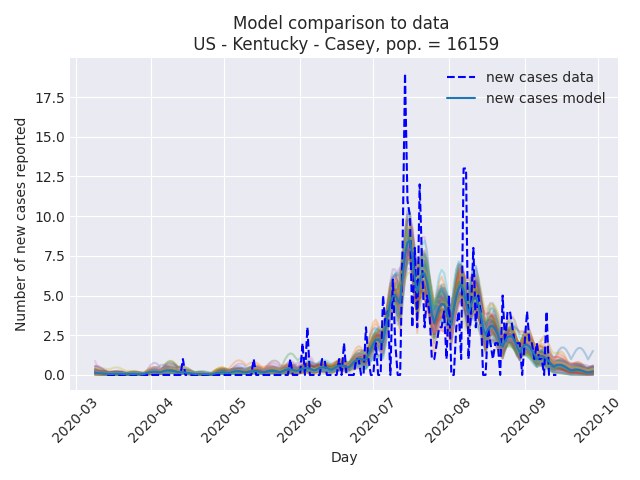 Model comparison to data
US - Kentucky - Casey, pop. = 16159
new cases data
new cases model
Number of new cases reported
17.5
15.0
12.5
10.0
7.5
5.0
2.5
0.0
2020-03
2020-04
2020-05
2020-06
2020-07
2020-08
2020-09
2020-10
Day